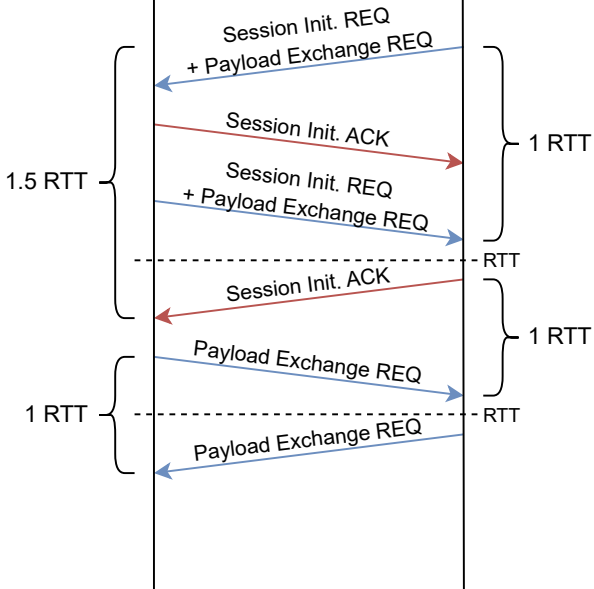 Session Init. REQ
+ Payload Exchange REQ
1 RTT
Session Init. ACK
1.5 RTT
Session Init. REQ
+ Payload Exchange REQ
RTT
Session Init. ACK
1 RTT
Payload Exchange REQ
1 RTT
RTT
Payload Exchange REQ